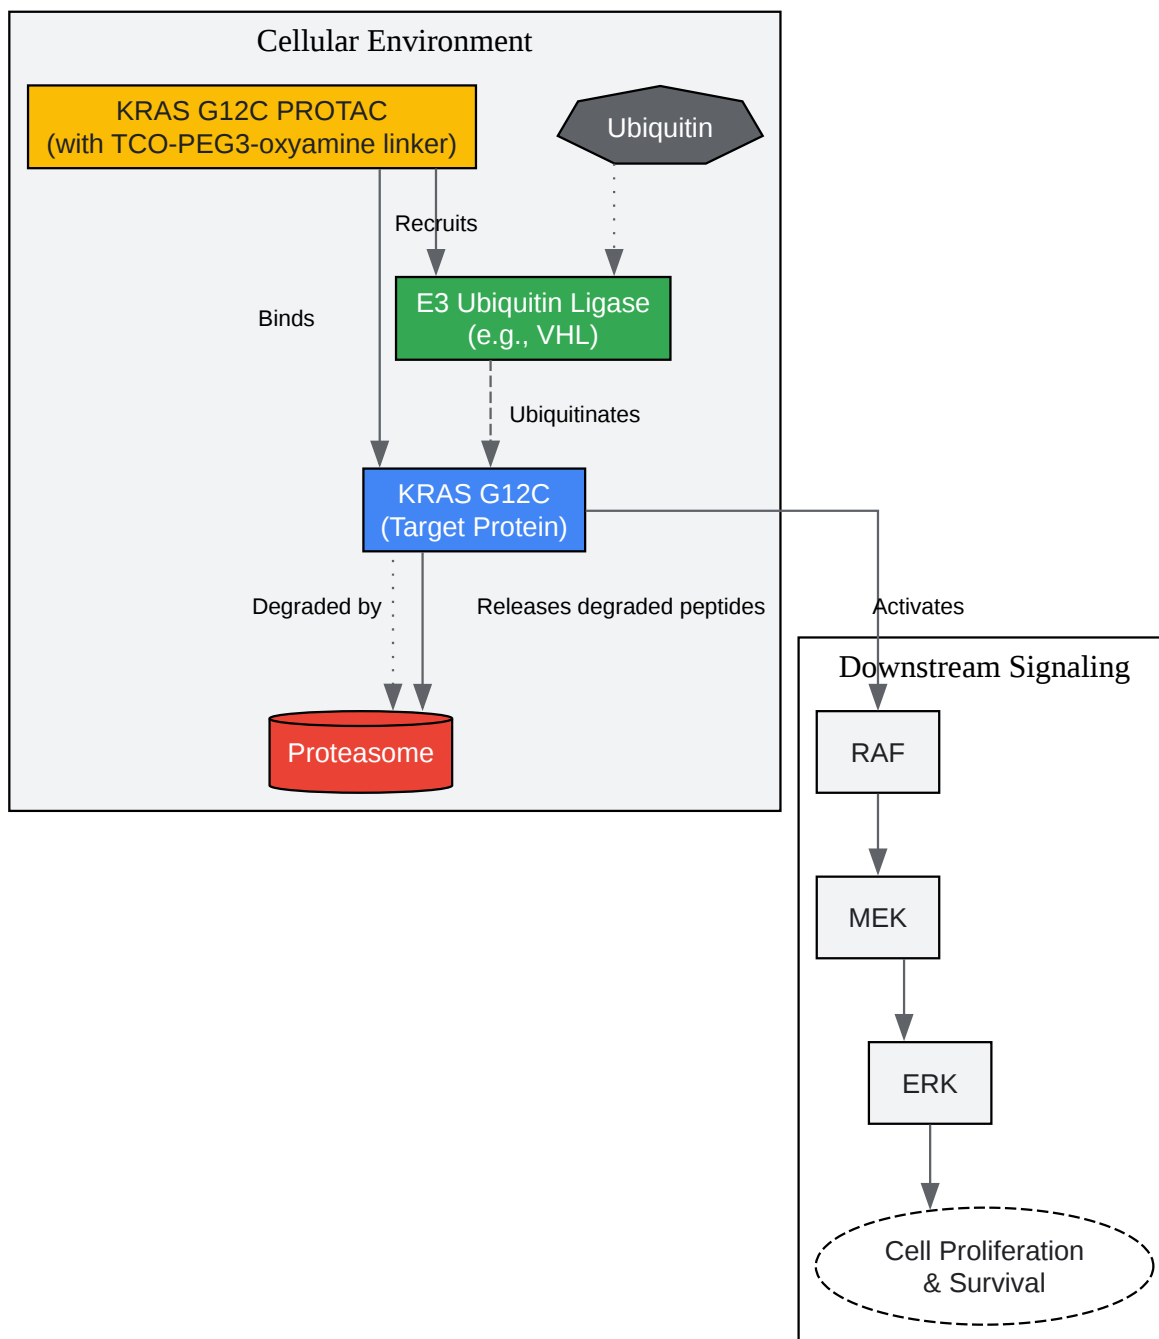 Cellular Environment
KRAS G12C PROTAC
(with TCO-PEG3-oxyamine linker)
Ubiquitin
Recruits
Binds
E3 Ubiquitin Ligase
(e.g., VHL)
Ubiquitinates
KRAS G12C
(Target Protein)
Degraded by
Releases degraded peptides
Activates
Downstream Signaling
Proteasome
RAF
MEK
ERK
Cell Proliferation
& Survival